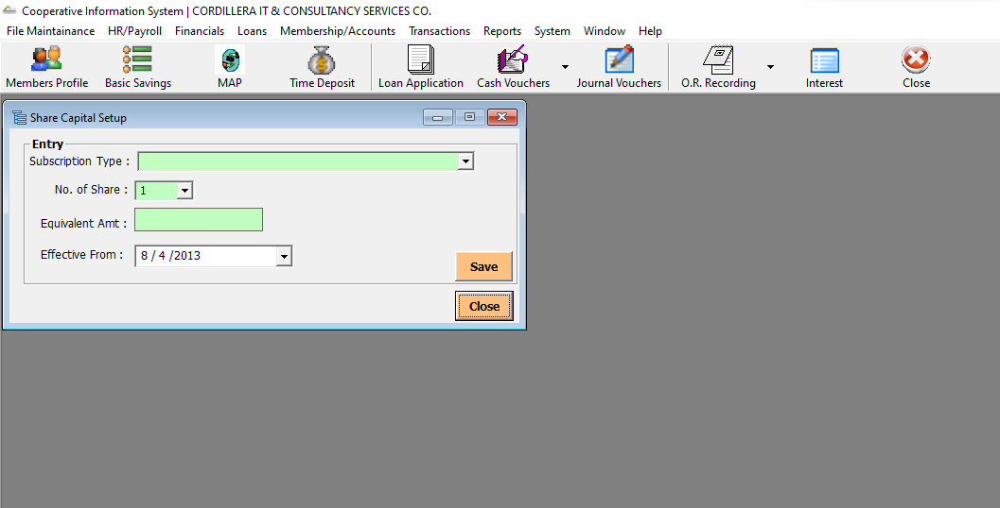 Cooperative Information System | CORDILLERA IT & CONSULTANCY SERVICES CO.
File Maintainance HR/Payroll Financials Loans Membership/Accounts Transactions Reports System Window Help
Members Profile Basic Savings MAP Time Deposit Loan Application Cash Vouchers Journal Vouchers O.R. Recording Interest Close
Share Capital Setup
Entry
Subscription Type :
No. of Share : 1
Equivalent Amt :
Effective From : 8 / 4 /2013
Save
Close